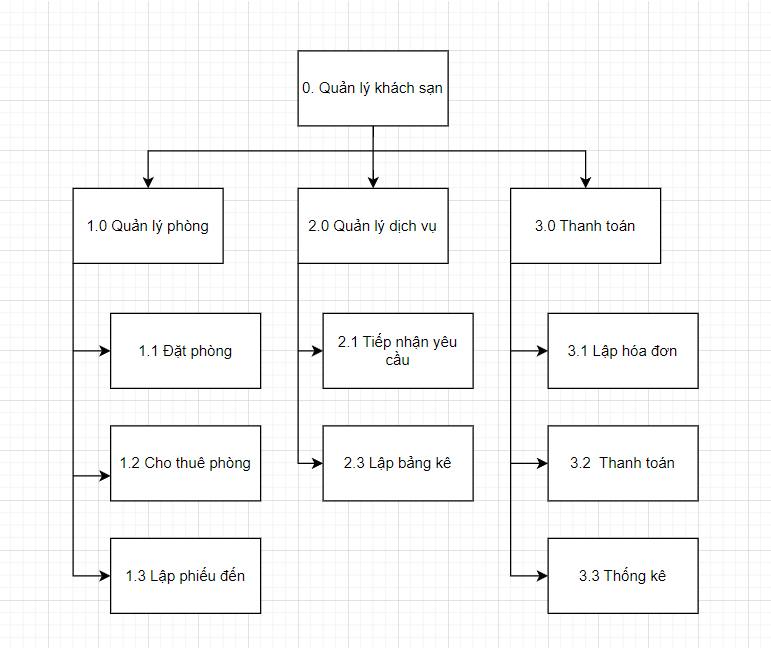 0. Quản lý khách sạn
1.0 Quản lý phòng
2.0 Quản lý dịch vụ
3.0 Thanh toán
1.1 Đặt phòng
2.1 Tiếp nhận yêu
cầu
3.1 Lập hóa đơn
1.2 Cho thuê phòng
2.3 Lập bảng kê
3.2 Thanh toán
1.3 Lập phiếu đến
3.3 Thống kê